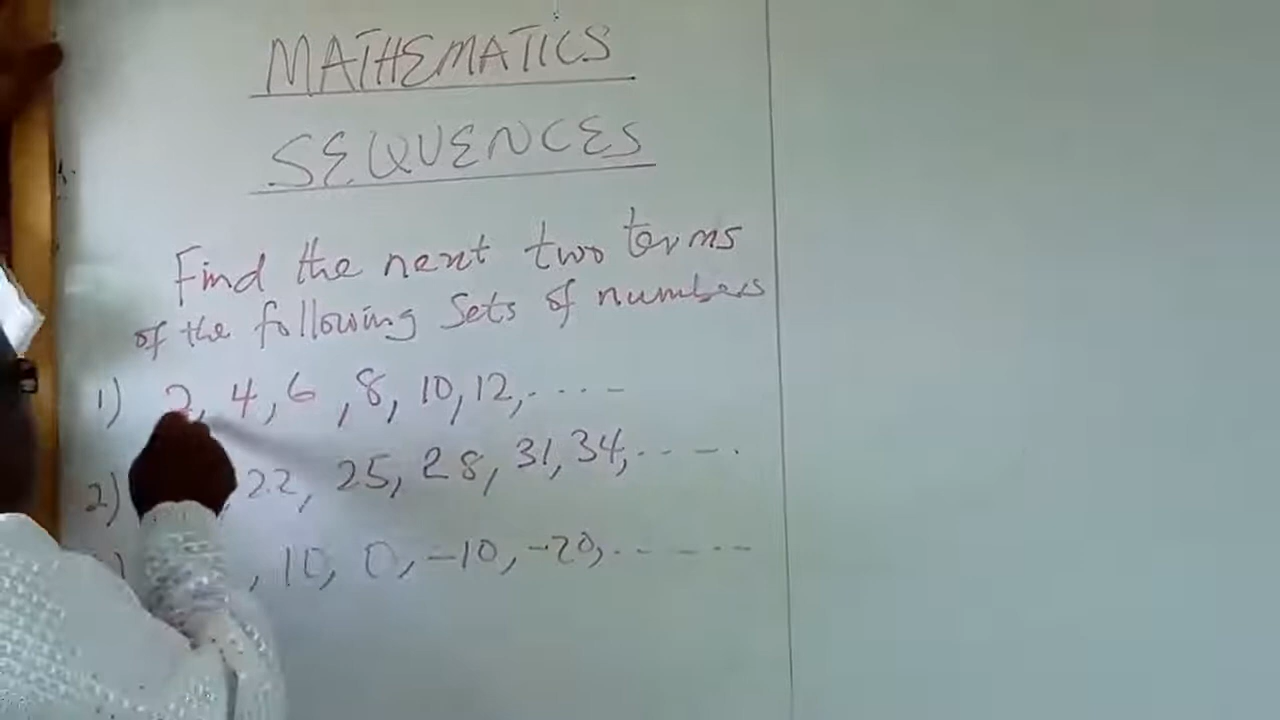 MATHEMATICS
SEQUENCES
Find the next two terms
of the following Sets of numbers
1) 2, 4, 6, 8, 10, 12, ....
2) 22, 25, 28, 31, 34, .....
) , 10, 0, -10, -20, ......